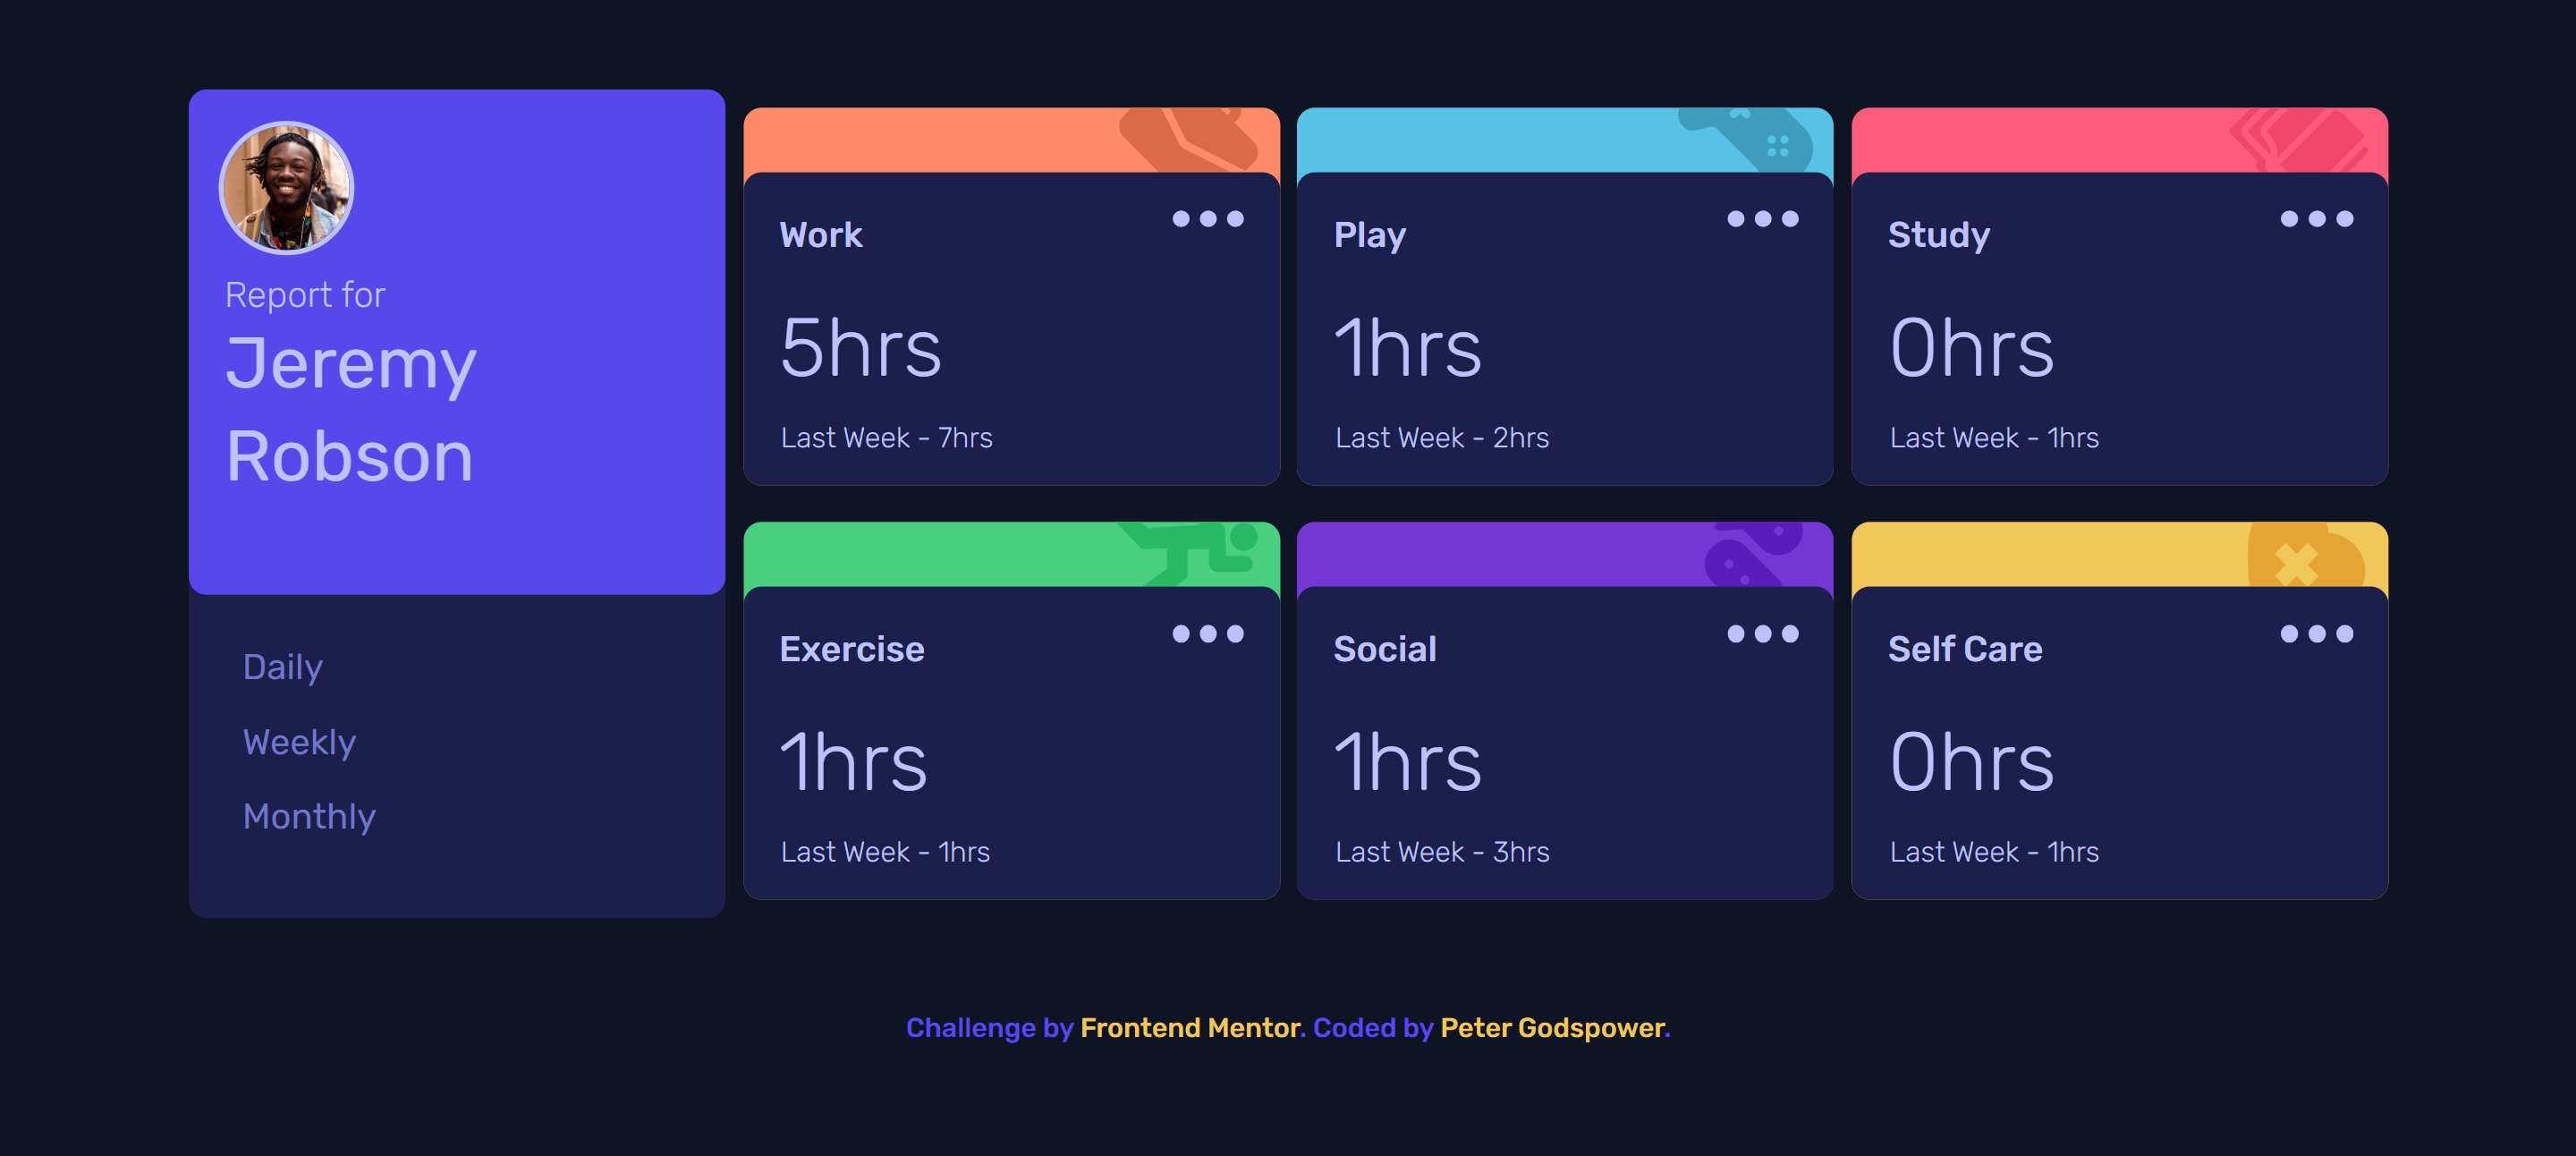 Report for
Jeremy
Robson
Daily
Weekly
Monthly
Work
5hrs
Last Week - 7hrs
Play
1hrs
Last Week - 2hrs
Study
0hrs
Last Week - 1hrs
Exercise
1hrs
Last Week - 1hrs
Social
1hrs
Last Week - 3hrs
Self Care
0hrs
Last Week - 1hrs
Challenge by Frontend Mentor. Coded by Peter Godspower.